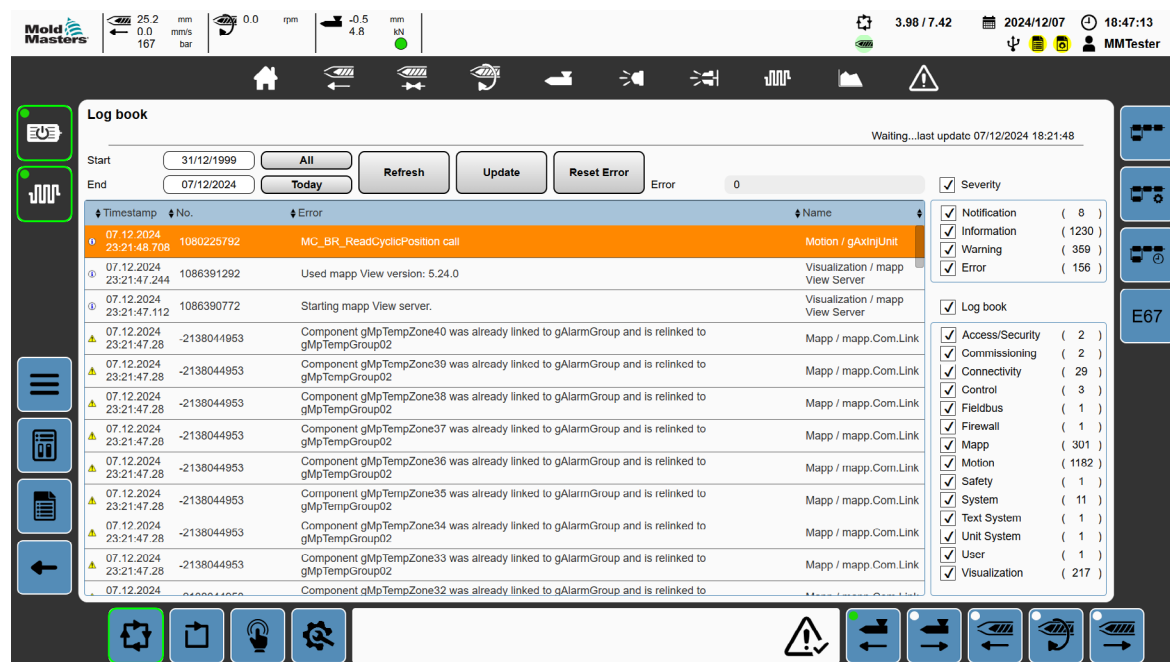 Mold
Masters
25.2 mm
0.0 mm/s
167 bar
0.0 rpm
-0.5 mm
4.8 kN
3.98 / 7.42
2024/12/07
18:47:13
MMTester
Log book
Waiting...last update 07/12/2024 18:21:48
Start 31/12/1999 All
End 07/12/2024 Today
Refresh Update Reset Error Error 0
Timestamp No. Error Name
07.12.2024
23:21:48.708 1080225792 MC_BR_ReadCyclicPosition call Motion / gAxInjUnit
07.12.2024
23:21:47.244 1086391292 Used mapp View version: 5.24.0 Visualization / mapp
View Server
07.12.2024
23:21:47.112 1086390772 Starting mapp View server. Visualization / mapp
View Server
07.12.2024
23:21:47.28 -2138044953 Component gMpTempZone40 was already linked to gAlarmGroup and is relinked to
gMpTempGroup02 Mapp / mapp.Com.Link
07.12.2024
23:21:47.28 -2138044953 Component gMpTempZone39 was already linked to gAlarmGroup and is relinked to
gMpTempGroup02 Mapp / mapp.Com.Link
07.12.2024
23:21:47.28 -2138044953 Component gMpTempZone38 was already linked to gAlarmGroup and is relinked to
gMpTempGroup02 Mapp / mapp.Com.Link
07.12.2024
23:21:47.28 -2138044953 Component gMpTempZone37 was already linked to gAlarmGroup and is relinked to
gMpTempGroup02 Mapp / mapp.Com.Link
07.12.2024
23:21:47.28 -2138044953 Component gMpTempZone36 was already linked to gAlarmGroup and is relinked to
gMpTempGroup02 Mapp / mapp.Com.Link
07.12.2024
23:21:47.28 -2138044953 Component gMpTempZone35 was already linked to gAlarmGroup and is relinked to
gMpTempGroup02 Mapp / mapp.Com.Link
07.12.2024
23:21:47.28 -2138044953 Component gMpTempZone34 was already linked to gAlarmGroup and is relinked to
gMpTempGroup02 Mapp / mapp.Com.Link
07.12.2024
23:21:47.28 -2138044953 Component gMpTempZone33 was already linked to gAlarmGroup and is relinked to
gMpTempGroup02 Mapp / mapp.Com.Link
07.12.2024 Component gMpTempZone32 was already linked to gAlarmGroup and is relinked to
Severity
Notification ( 8 )
Information ( 1230 )
Warning ( 359 )
Error ( 156 )
Log book
Access/Security ( 2 )
Commissioning ( 2 )
Connectivity ( 29 )
Control ( 3 )
Fieldbus ( 1 )
Firewall ( 1 )
Mapp ( 301 )
Motion ( 1182 )
Safety ( 1 )
System ( 11 )
Text System ( 1 )
Unit System ( 1 )
User ( 1 )
Visualization ( 217 )
E67